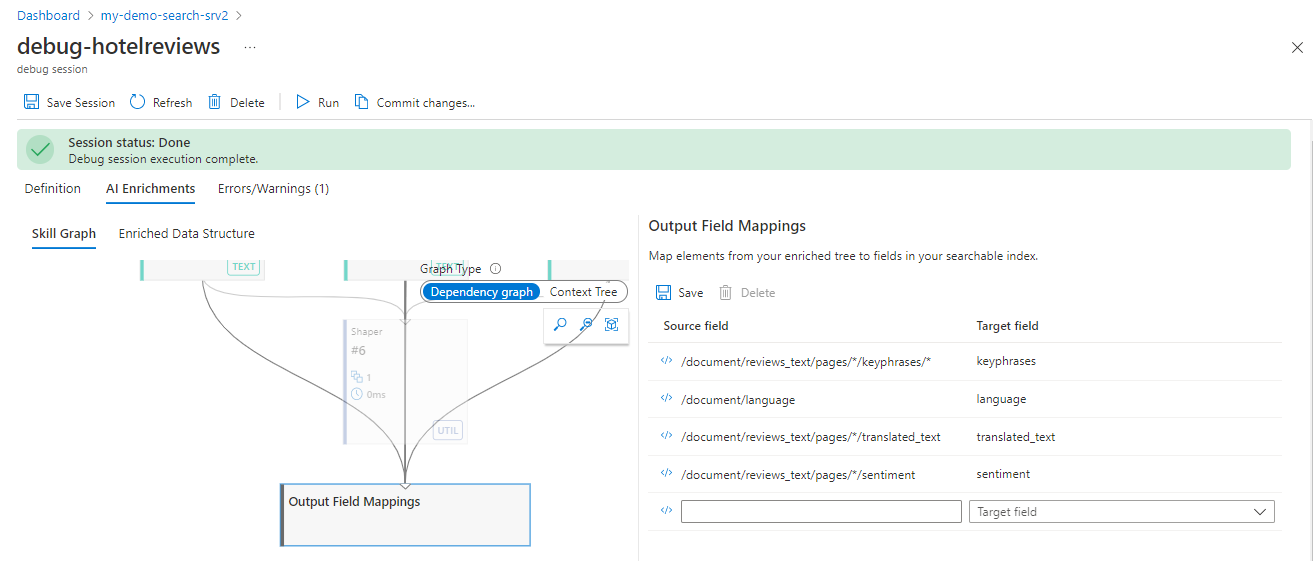 Dashboard > my-demo-search-srv2 >
debug-hotelreviews ...
debug session
Save Session Refresh Delete Run Commit changes...
Session status: Done
Debug session execution complete.
Definition AI Enrichments Errors/Warnings (1)
Skill Graph Enriched Data Structure
TEXT TEXT
Graph Type
Dependency graph Context Tree
Shaper
#6
1
0ms
UTIL
Output Field Mappings
Output Field Mappings
Map elements from your enriched tree to fields in your searchable index.
Save Delete
Source field Target field
</> /document/reviews_text/pages/*/keyphrases/* keyphrases
</> /document/language language
</> /document/reviews_text/pages/*/translated_text translated_text
</> /document/reviews_text/pages/*/sentiment sentiment
</> Target field